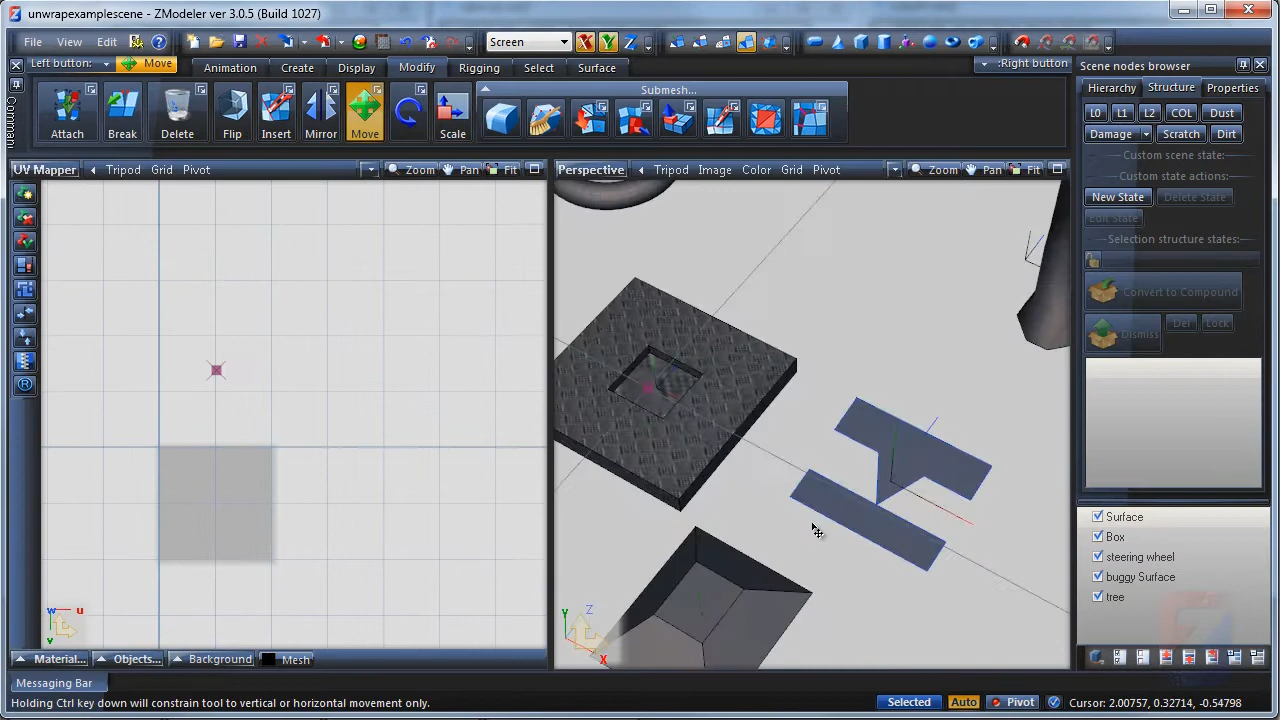 unwrapexamplescene - ZModeler ver 3.0.5 (Build 1027)
File View Edit Screen X Y Z
Left button: Move Animation Create Display Modify Rigging Select Surface :Right button
Scene nodes browser
Hierarchy Structure Properties
L0 L1 L2 COL Dust
Damage Scratch Dirt
Custom scene state:
Custom state actions:
New State Delete State
Edit State
Selection structure states:
Convert to Compound
Dismiss Del Lock
Surface
Box
steering wheel
buggy Surface
tree
Comman
Submesh...
Attach Break Delete Flip Insert Mirror Move Scale
UV Mapper Tripod Grid Pivot Zoom Pan Fit
Perspective Tripod Image Color Grid Pivot Zoom Pan Fit
w u
v
Y Z
X
Material... Objects... Background Mesh
Messaging Bar
Holding Ctrl key down will constrain tool to vertical or horizontal movement only.
Selected Auto Pivot Cursor: 2.00757, 0.32714, -0.54798